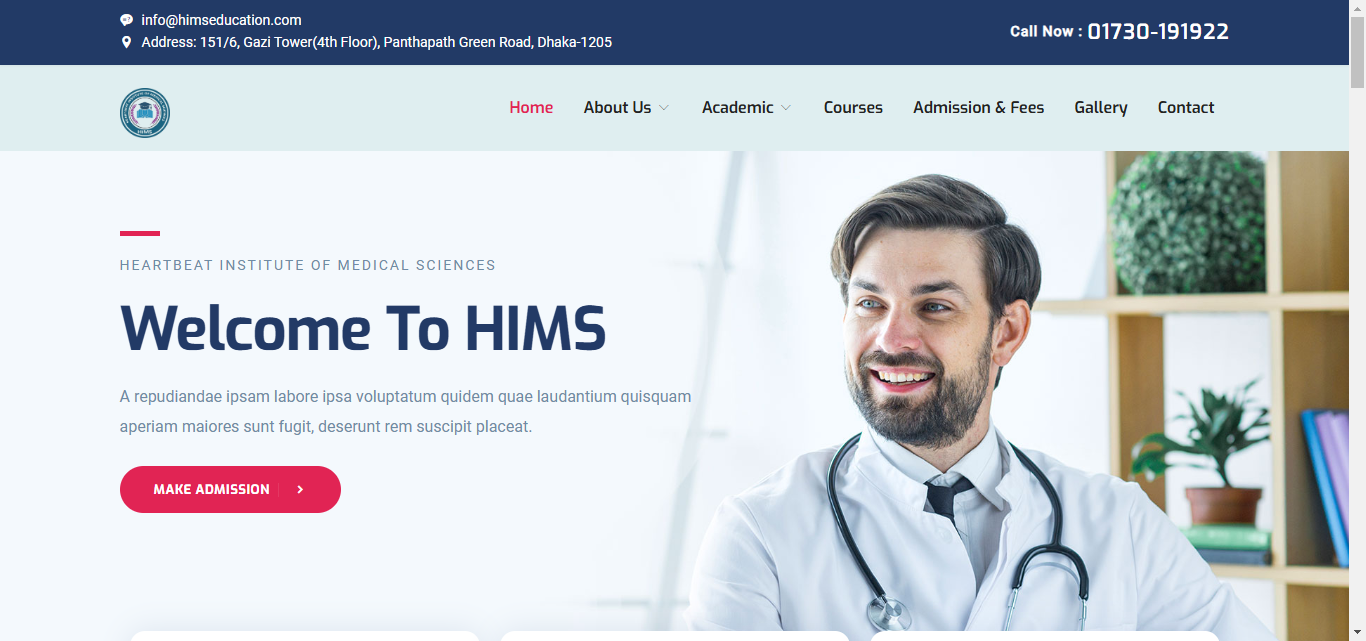 info@himseducation.com
Address: 151/6, Gazi Tower(4th Floor), Panthapath Green Road, Dhaka-1205
Call Now : 01730-191922
HIMS
Home
About Us
Academic
Courses
Admission & Fees
Gallery
Contact
HEARTBEAT INSTITUTE OF MEDICAL SCIENCES
Welcome To HIMS
A repudiandae ipsam labore ipsa voluptatum quidem quae laudantium quisquam
aperiam maiores sunt fugit, deserunt rem suscipit placeat.
MAKE ADMISSION